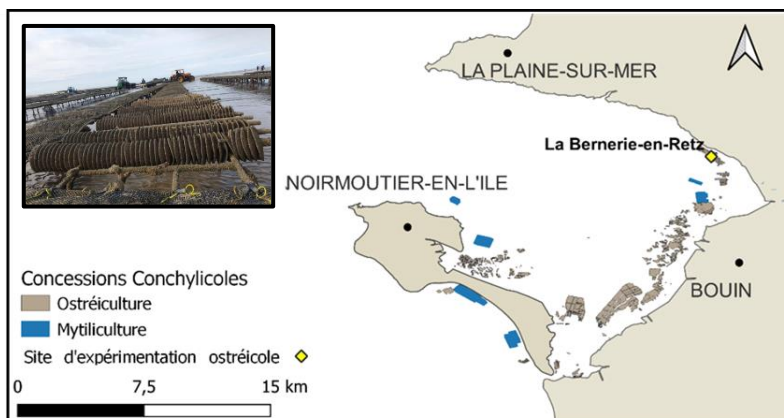 LA PLAINE-SUR-MER
La Bernerie-en-Retz
NOIRMOUTIER-EN-L'ILE
BOUIN
Concessions Conchylicoles
Ostréiculture
Mytiliculture
Site d'expérimentation ostréicole
0 7,5 15 km